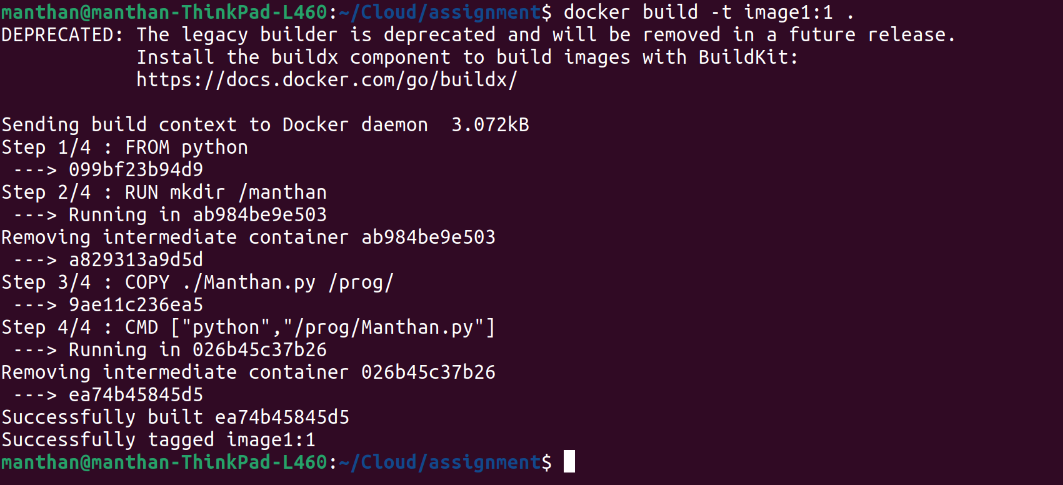 manthan@manthan-ThinkPad-L460:~/Cloud/assignment$ docker build -t image1:1 .
DEPRECATED: The legacy builder is deprecated and will be removed in a future release.
            Install the buildx component to build images with BuildKit:
            https://docs.docker.com/go/buildx/

Sending build context to Docker daemon  3.072kB
Step 1/4 : FROM python
 ---> 099bf23b94d9
Step 2/4 : RUN mkdir /manthan
 ---> Running in ab984be9e503
Removing intermediate container ab984be9e503
 ---> a829313a9d5d
Step 3/4 : COPY ./Manthan.py /prog/
 ---> 9ae11c236ea5
Step 4/4 : CMD ["python","/prog/Manthan.py"]
 ---> Running in 026b45c37b26
Removing intermediate container 026b45c37b26
 ---> ea74b45845d5
Successfully built ea74b45845d5
Successfully tagged image1:1
manthan@manthan-ThinkPad-L460:~/Cloud/assignment$